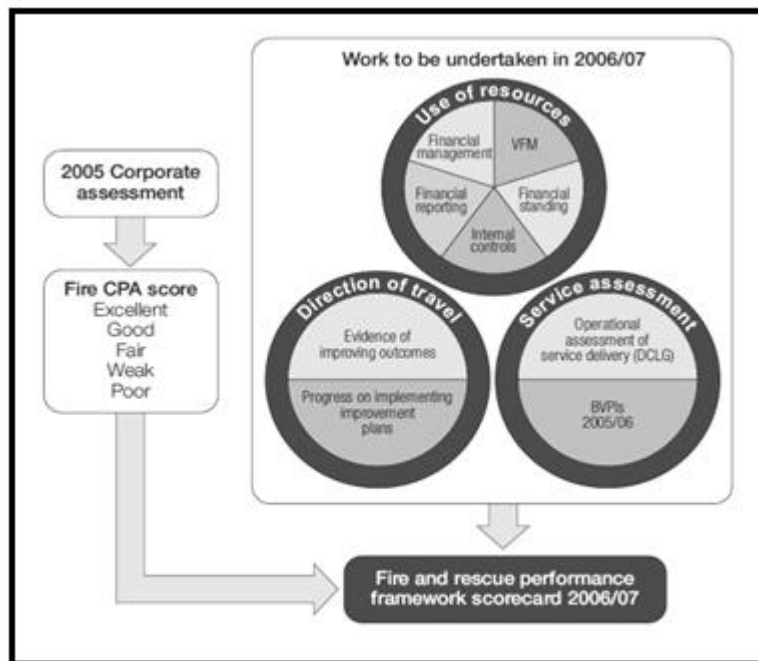 Work to be undertaken in 2006/07
Use of resources
Financial
management
VFM
Financial
reporting
Financial
standing
Internal
controls
2005 Corporate
assessment
Fire CPA score
Excellent
Good
Fair
Weak
Poor
Direction of travel
Evidence of
improving outcomes
Progress on implementing
improvement
plans
Service assessment
Operational
assessment of
service delivery (DCLG)
BVPIs
2005/06
Fire and rescue performance
framework scorecard 2006/07